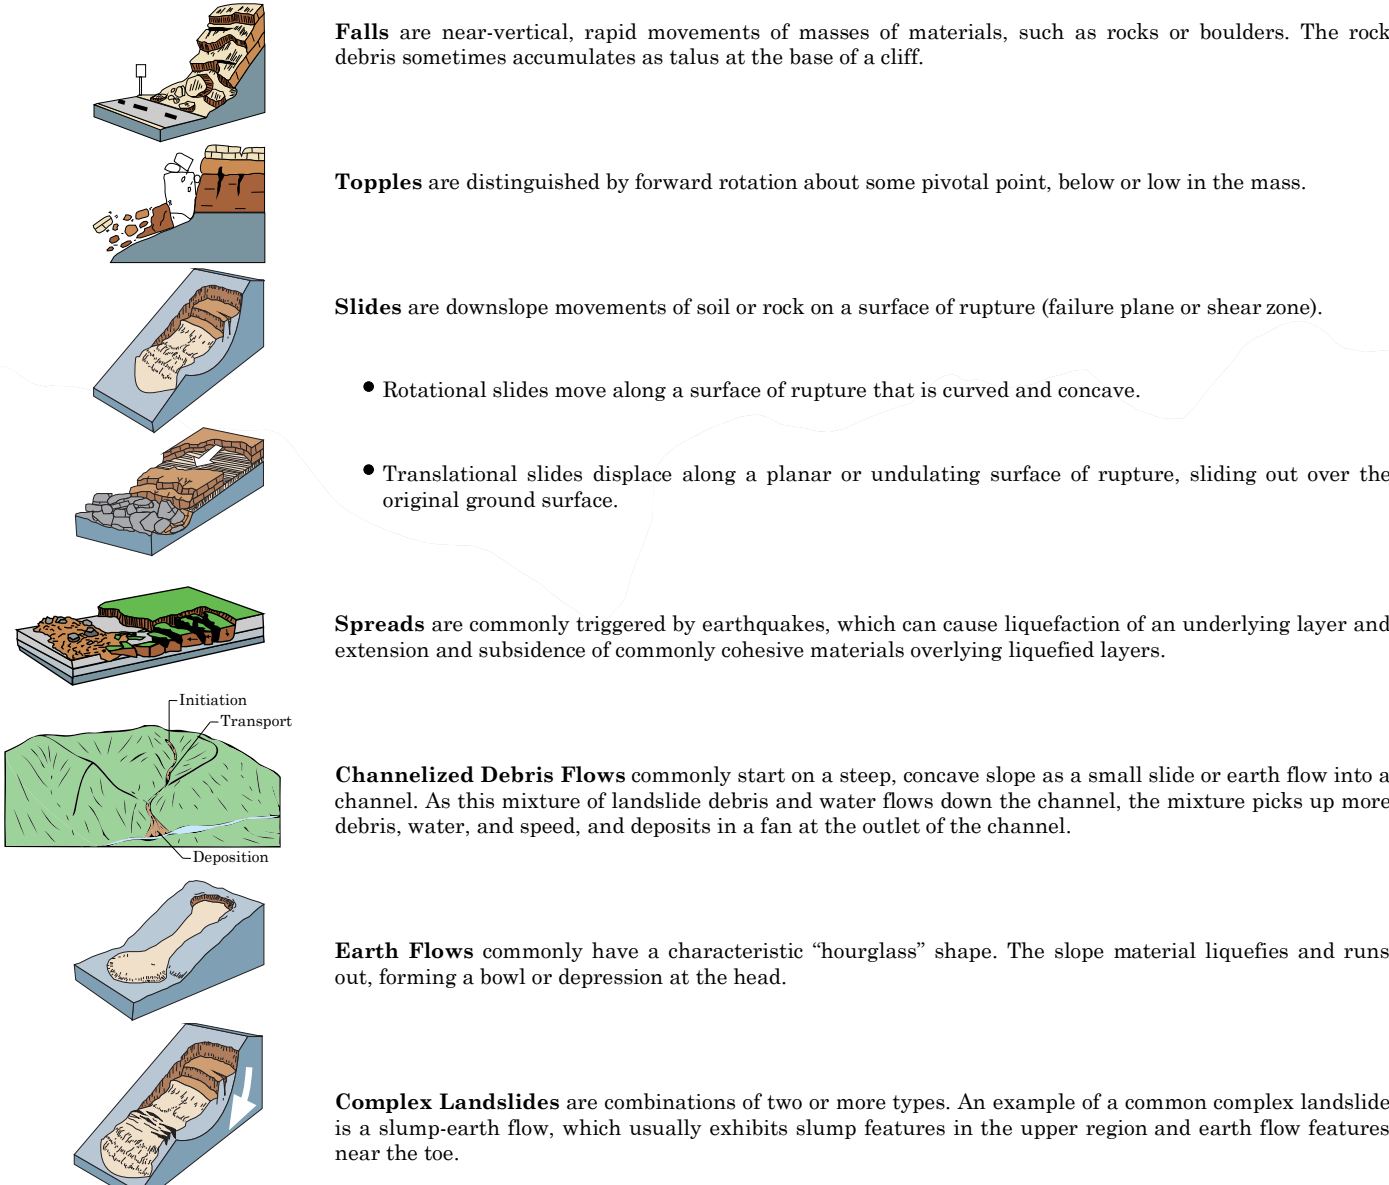 Falls are near-vertical, rapid movements of masses of materials, such as rocks or boulders. The rock
debris sometimes accumulates as talus at the base of a cliff.
Topples are distinguished by forward rotation about some pivotal point, below or low in the mass.
Slides are downslope movements of soil or rock on a surface of rupture (failure plane or shear zone).
● Rotational slides move along a surface of rupture that is curved and concave.
● Translational slides displace along a planar or undulating surface of rupture, sliding out over the
original ground surface.
Spreads are commonly triggered by earthquakes, which can cause liquefaction of an underlying layer and
extension and subsidence of commonly cohesive materials overlying liquefied layers.
Initiation
Transport
Deposition
Channelized Debris Flows commonly start on a steep, concave slope as a small slide or earth flow into a
channel. As this mixture of landslide debris and water flows down the channel, the mixture picks up more
debris, water, and speed, and deposits in a fan at the outlet of the channel.
Earth Flows commonly have a characteristic “hourglass” shape. The slope material liquefies and runs
out, forming a bowl or depression at the head.
Complex Landslides are combinations of two or more types. An example of a common complex landslide
is a slump-earth flow, which usually exhibits slump features in the upper region and earth flow features
near the toe.